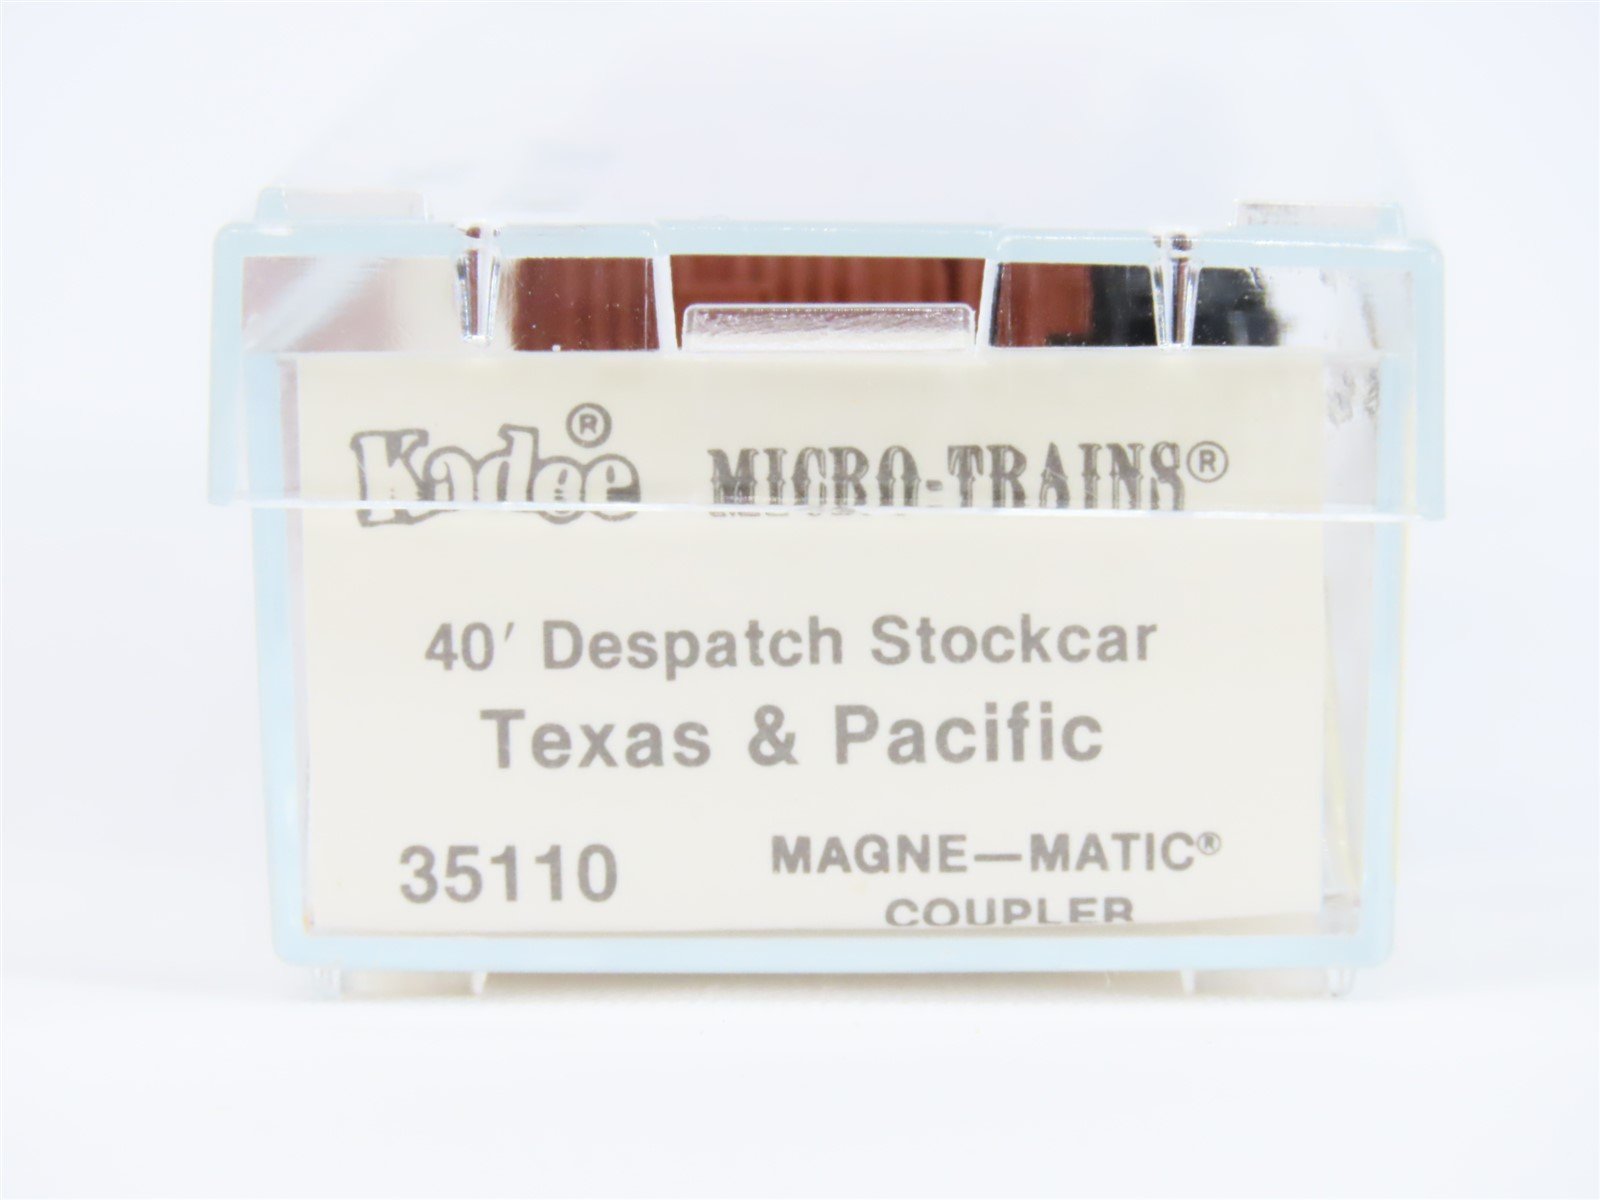 Kadee® MICRO-TRAINS®
40' Despatch Stockcar
Texas & Pacific
35110 MAGNE—MATIC®
COUPLER